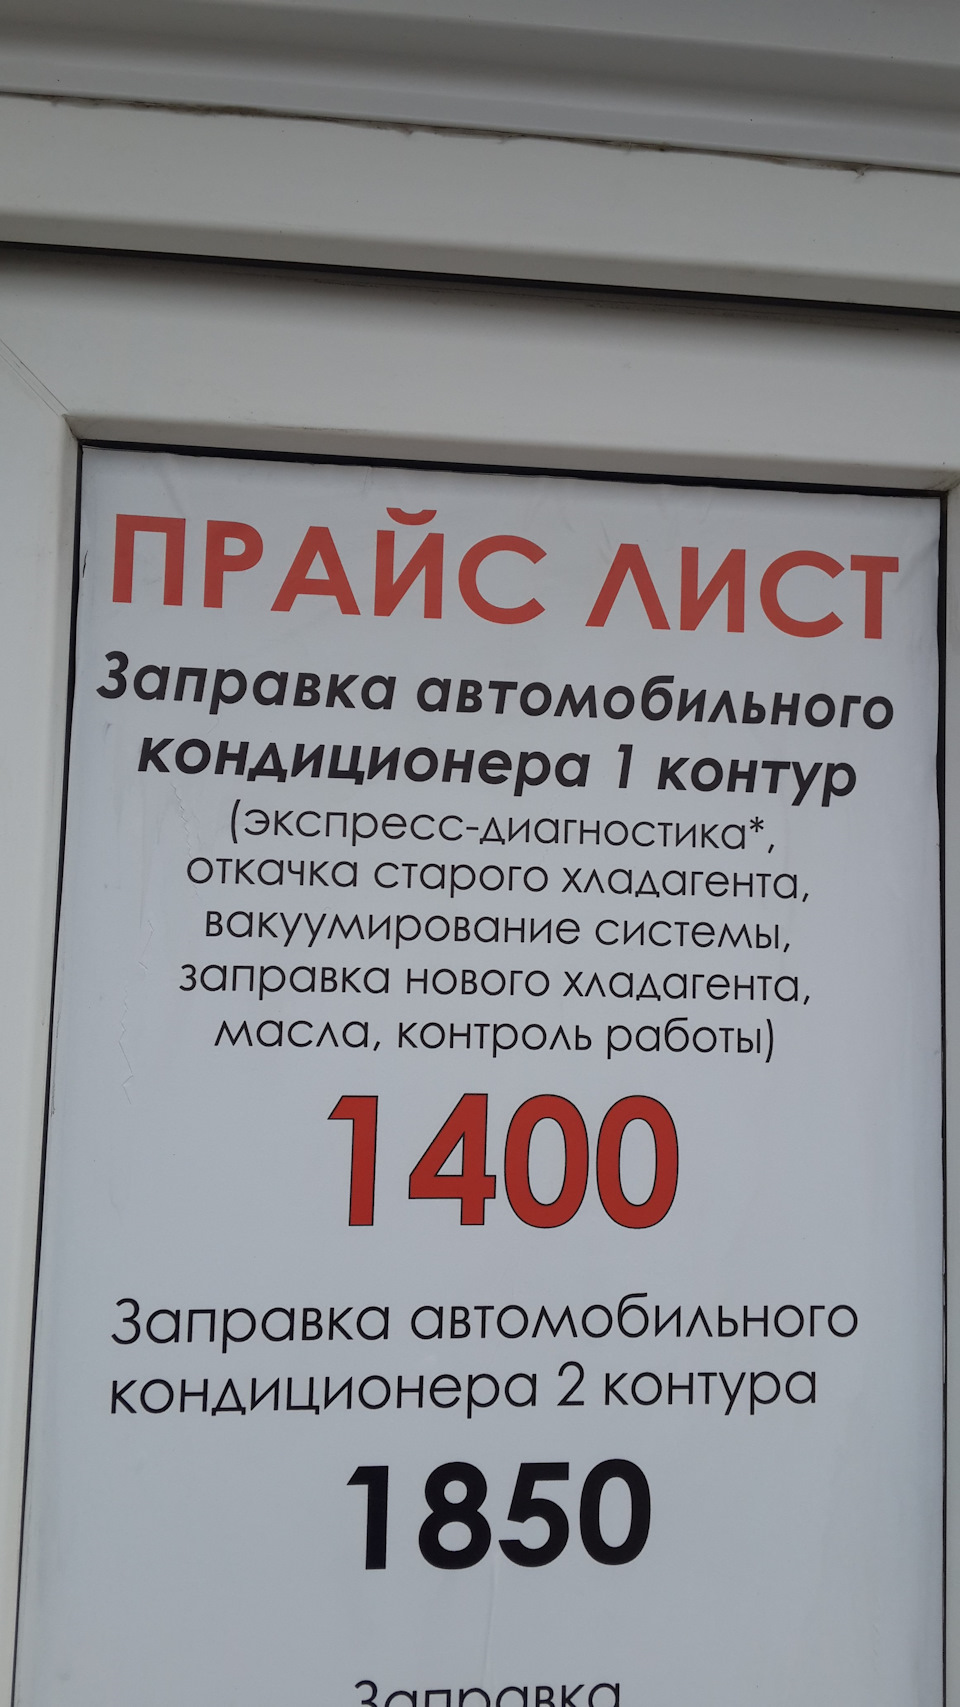 ПРАЙС ЛИСТ
Заправка автомобильного
кондиционера 1 контур
(экспресс-диагностика*,
откачка старого хладагента,
вакуумирование системы,
заправка нового хладагента,
масла, контроль работы)
1400
Заправка автомобильного
кондиционера 2 контура
1850
Заправка